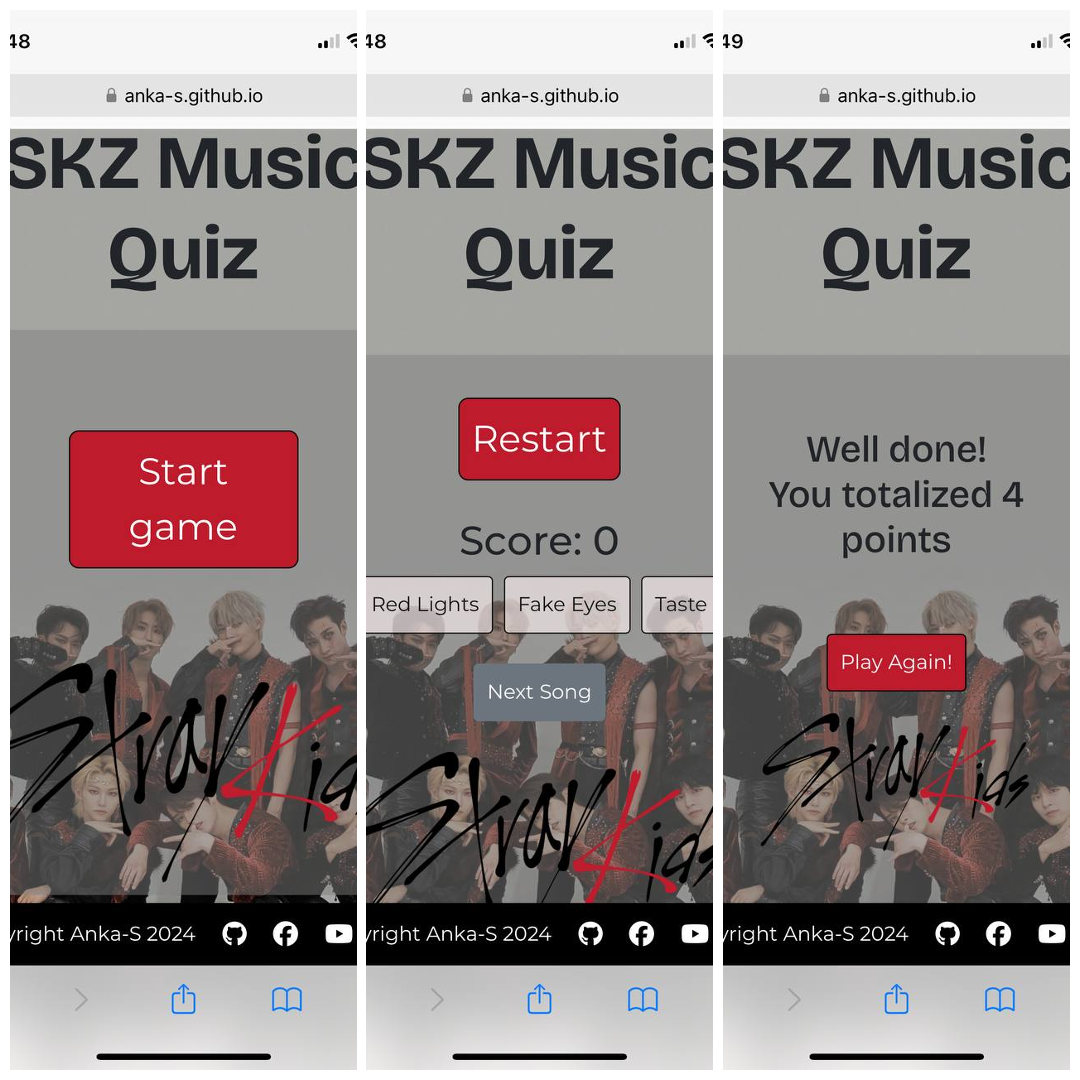 48
anka-s.github.io
SKZ Music
Quiz
Start
game
Stray Kids
yright Anka-S 2024
48
anka-s.github.io
SKZ Music
Quiz
Restart
Score: 0
Red Lights
Fake Eyes
Taste
Next Song
Stray Kids
yright Anka-S 2024
49
anka-s.github.io
SKZ Music
Quiz
Well done!
You totalized 4
points
Play Again!
Stray Kids
yright Anka-S 2024